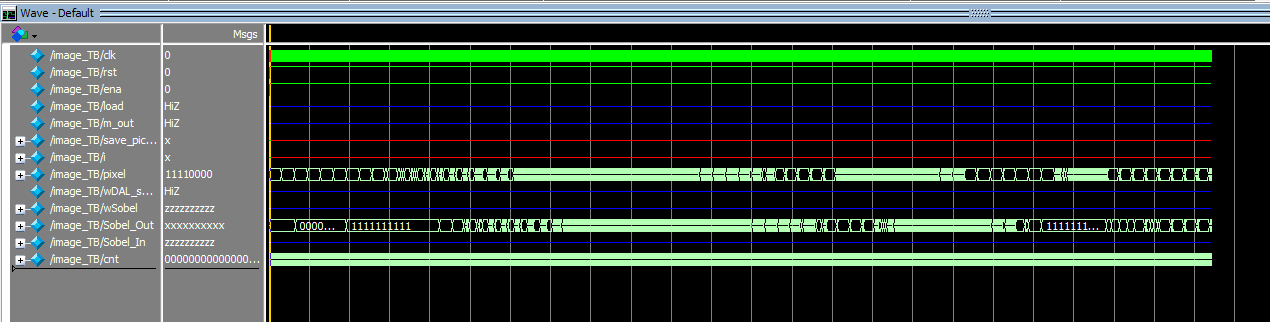 Wave - Default
Msgs
/image_TB/clk 0
/image_TB/rst 0
/image_TB/ena 0
/image_TB/load HiZ
/image_TB/m_out HiZ
/image_TB/save_pic... x
/image_TB/i x
/image_TB/pixel 11110000
/image_TB/wDAL_s... HiZ
/image_TB/wSobel zzzzzzzzzz
/image_TB/Sobel_Out xxxxxxxxxx 0000... 1111111111 1111111...
/image_TB/Sobel_In zzzzzzzzzz
/image_TB/cnt 00000000000000...